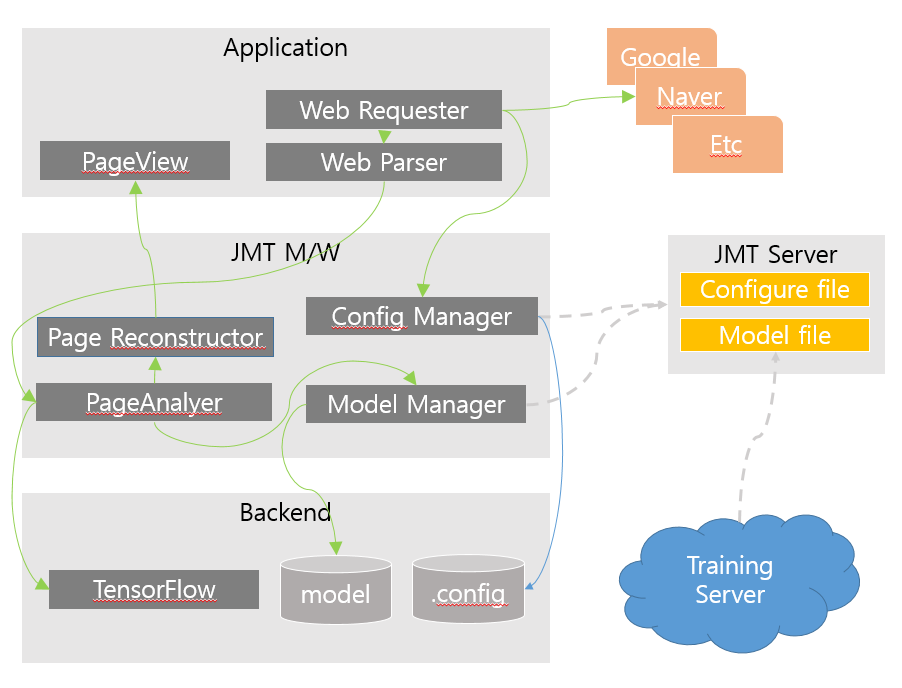 Application
Web Requester
PageView
Web Parser
Google
Naver
Etc
JMT M/W
Config Manager
Page Reconstructor
PageAnalyer
Model Manager
JMT Server
Configure file
Model file
Backend
TensorFlow
model
.config
Training
Server